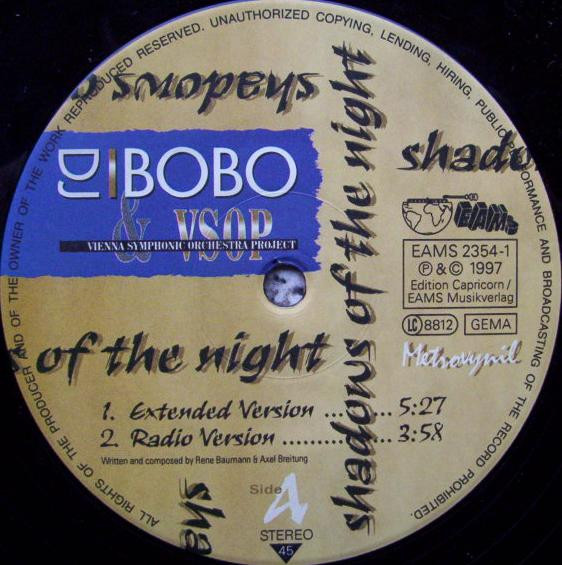 ALL RIGHTS OF THE PRODUCER AND OF THE OWNER OF THE WORK REPRODUCED RESERVED. UNAUTHORIZED COPYING, LENDING, HIRING, PUBLIC PERFORMANCE AND BROADCASTING OF THE RECORD PROHIBITED.
shadows o
DJ BOBO
& VSOP
VIENNA SYMPHONIC ORCHESTRA PROJECT
shadows of the night
shado
EAMS
EAMS 2354-1
Ⓟ & © 1997
Edition Capricorn /
EAMS Musikverlag
LC 8812 GEMA
Metrovynil
of the night
1. Extended Version ............ 5:27
2. Radio Version .................. 3:58
Written and composed by Rene Baumann & Axel Breitung
sha
Side A
STEREO
45